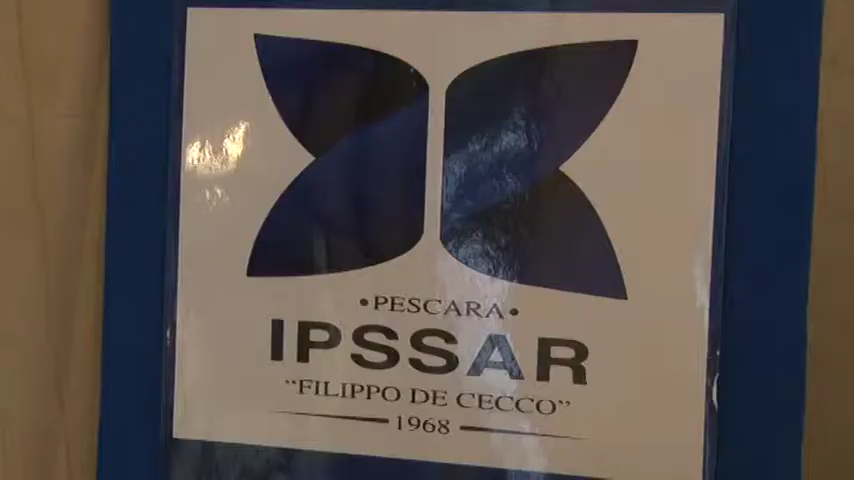 •PESCARA•
IPSSAR
"FILIPPO DE CECCO"
1968